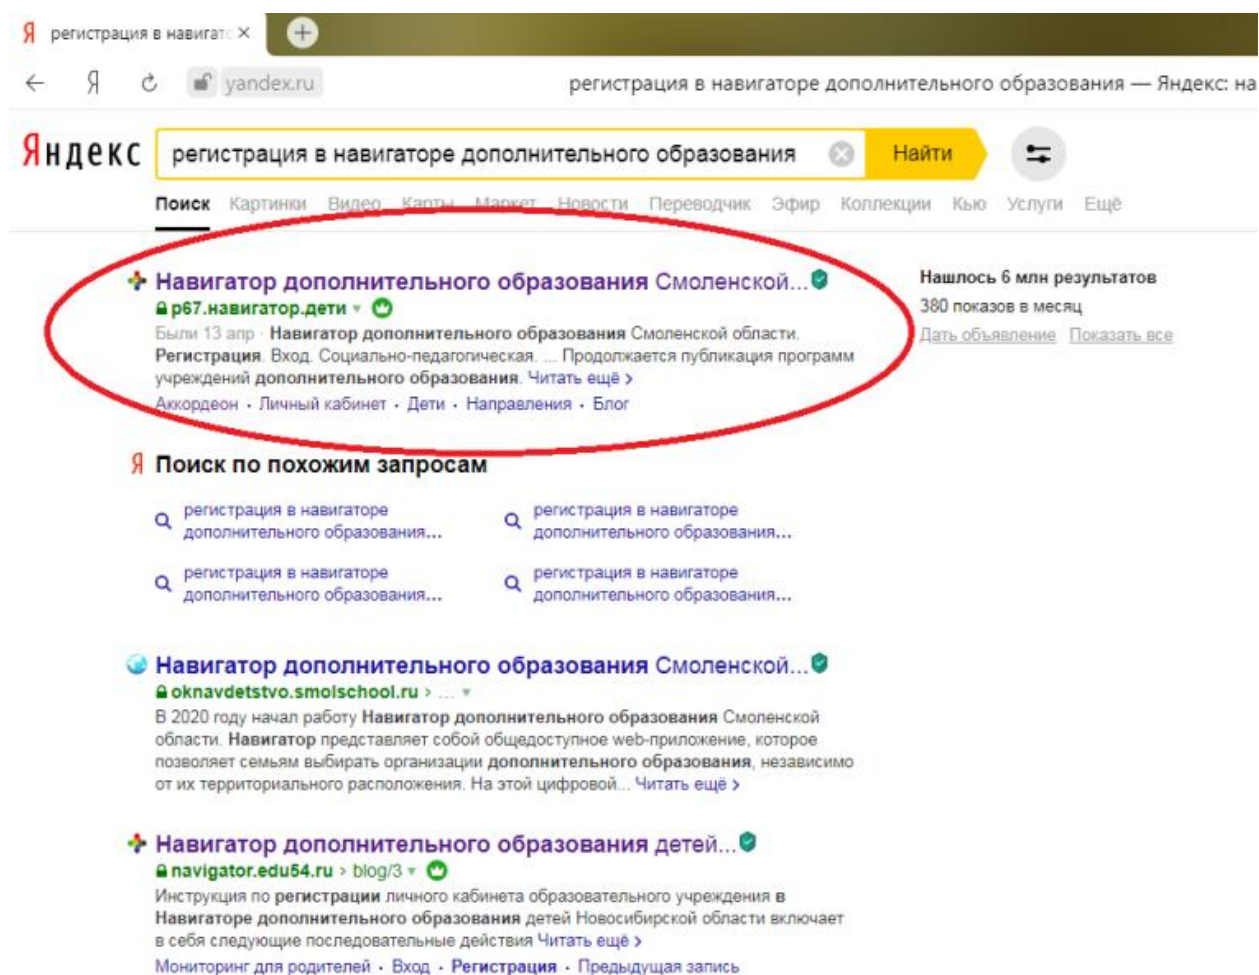 Я регистрация в навигато
Я yandex.ru регистрация в навигаторе дополнительного образования — Яндекс: на
Яндекс регистрация в навигаторе дополнительного образования Найти
Поиск Картинки Видео Карты Маркет Новости Переводчик Эфир Коллекции Кью Услуги Ещё
Навигатор дополнительного образования Смоленской...
р67.навигатор.дети
Были 13 апр · Навигатор дополнительного образования Смоленской области.
Регистрация. Вход. Социально-педагогическая. ... Продолжается публикация программ
учреждений дополнительного образования. Читать ещё >
Аккордеон · Личный кабинет · Дети · Направления · Блог
Нашлось 6 млн результатов
380 показов в месяц
Дать объявление Показать все
Я Поиск по похожим запросам
регистрация в навигаторе
дополнительного образования...
регистрация в навигаторе
дополнительного образования...
регистрация в навигаторе
дополнительного образования...
регистрация в навигаторе
дополнительного образования...
Навигатор дополнительного образования Смоленской...
oknavdetstvo.smolschool.ru > ...
В 2020 году начал работу Навигатор дополнительного образования Смоленской
области. Навигатор представляет собой общедоступное web-приложение, которое
позволяет семьям выбирать организации дополнительного образования, независимо
от их территориального расположения. На этой цифровой... Читать ещё >
Навигатор дополнительного образования детей...
navigator.edu54.ru > blog/3
Инструкция по регистрации личного кабинета образовательного учреждения в
Навигаторе дополнительного образования детей Новосибирской области включает
в себя следующие последовательные действия Читать ещё >
Мониторинг для родителей · Вход · Регистрация · Предыдущая запись